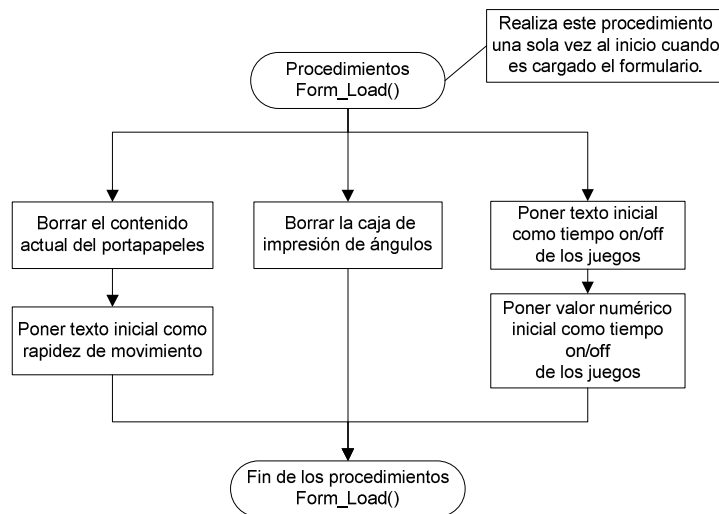 Realiza este procedimiento
una sola vez al inicio cuando
es cargado el formulario.
Procedimientos
Form_Load()
Borrar el contenido
actual del portapapeles
Borrar la caja de
impresión de ángulos
Poner texto inicial
como tiempo on/off
de los juegos
Poner texto inicial como
rapidez de movimiento
Poner valor numérico
inicial como tiempo
on/off
de los juegos
Fin de los procedimientos
Form_Load()